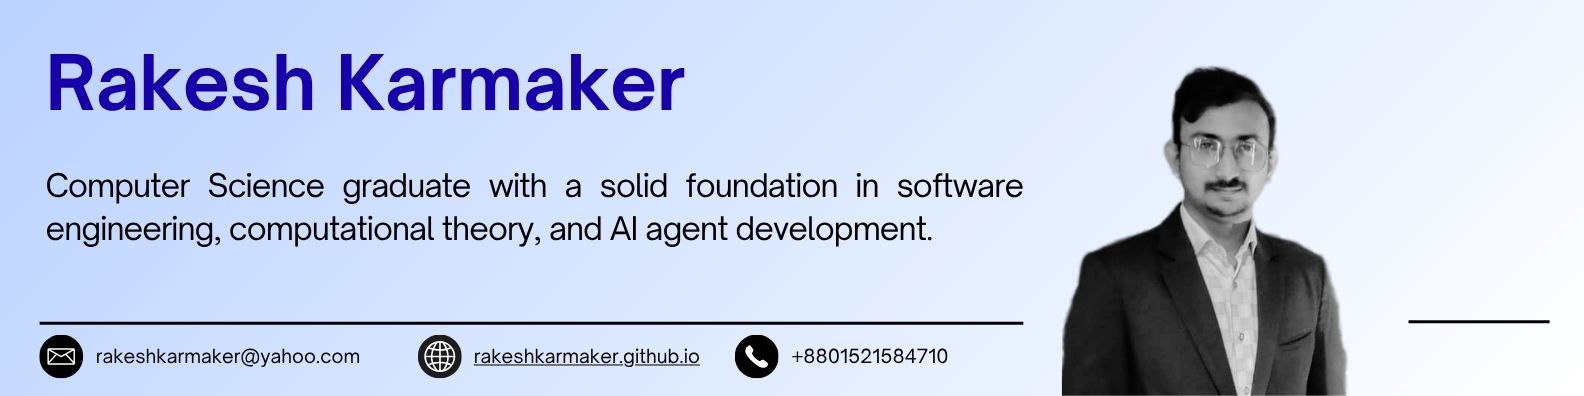 Rakesh Karmaker
Computer Science graduate with a solid foundation in software
engineering, computational theory, and AI agent development.
rakeshkarmaker@yahoo.com rakeshkarmaker.github.io +8801521584710